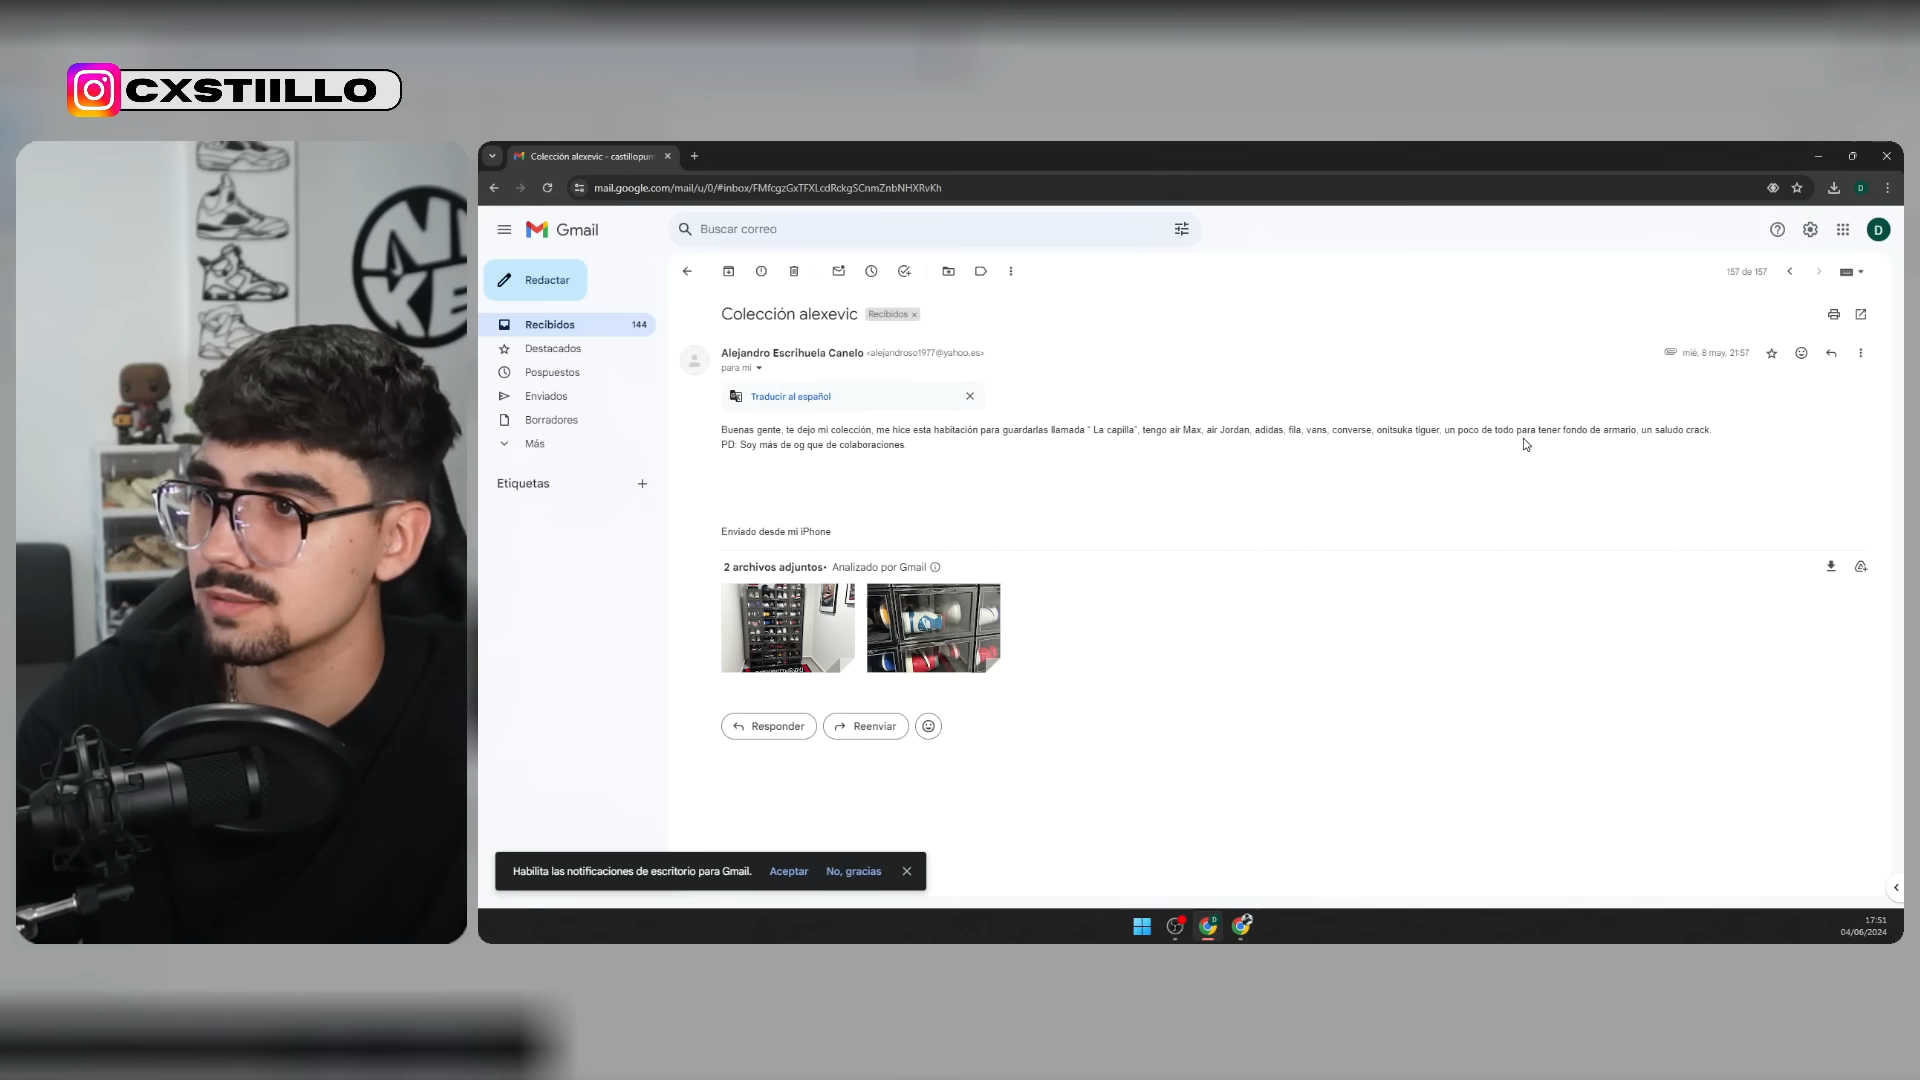 CXSTIILLO
Colección alexevic - castillopum
mail.google.com/mail/u/0/#inbox/FMfcgzGxTFXLcdRckgSCnmZnbNHXRvKh
D
Gmail
Buscar correo
D
Redactar
157 de 157
Colección alexevic
Recibidos x
Recibidos 144
Destacados
Pospuestos
Enviados
Borradores
Más
Etiquetas
Alejandro Escrihuela Canelo <alejandroso1977@yahoo.es>
mié, 8 may, 21:57
para mí
Traducir al español
Buenas gente, te dejo mi colección, me hice esta habitación para guardarlas llamada “ La capilla”, tengo air Max, air Jordan, adidas, fila, vans, converse, onitsuka tiguer, un poco de todo para tener fondo de armario, un saludo crack.
PD: Soy más de og que de colaboraciones.
Enviado desde mi iPhone
2 archivos adjuntos • Analizado por Gmail
Responder
Reenviar
Habilita las notificaciones de escritorio para Gmail. Aceptar No, gracias
17:51
04/06/2024
NIKE